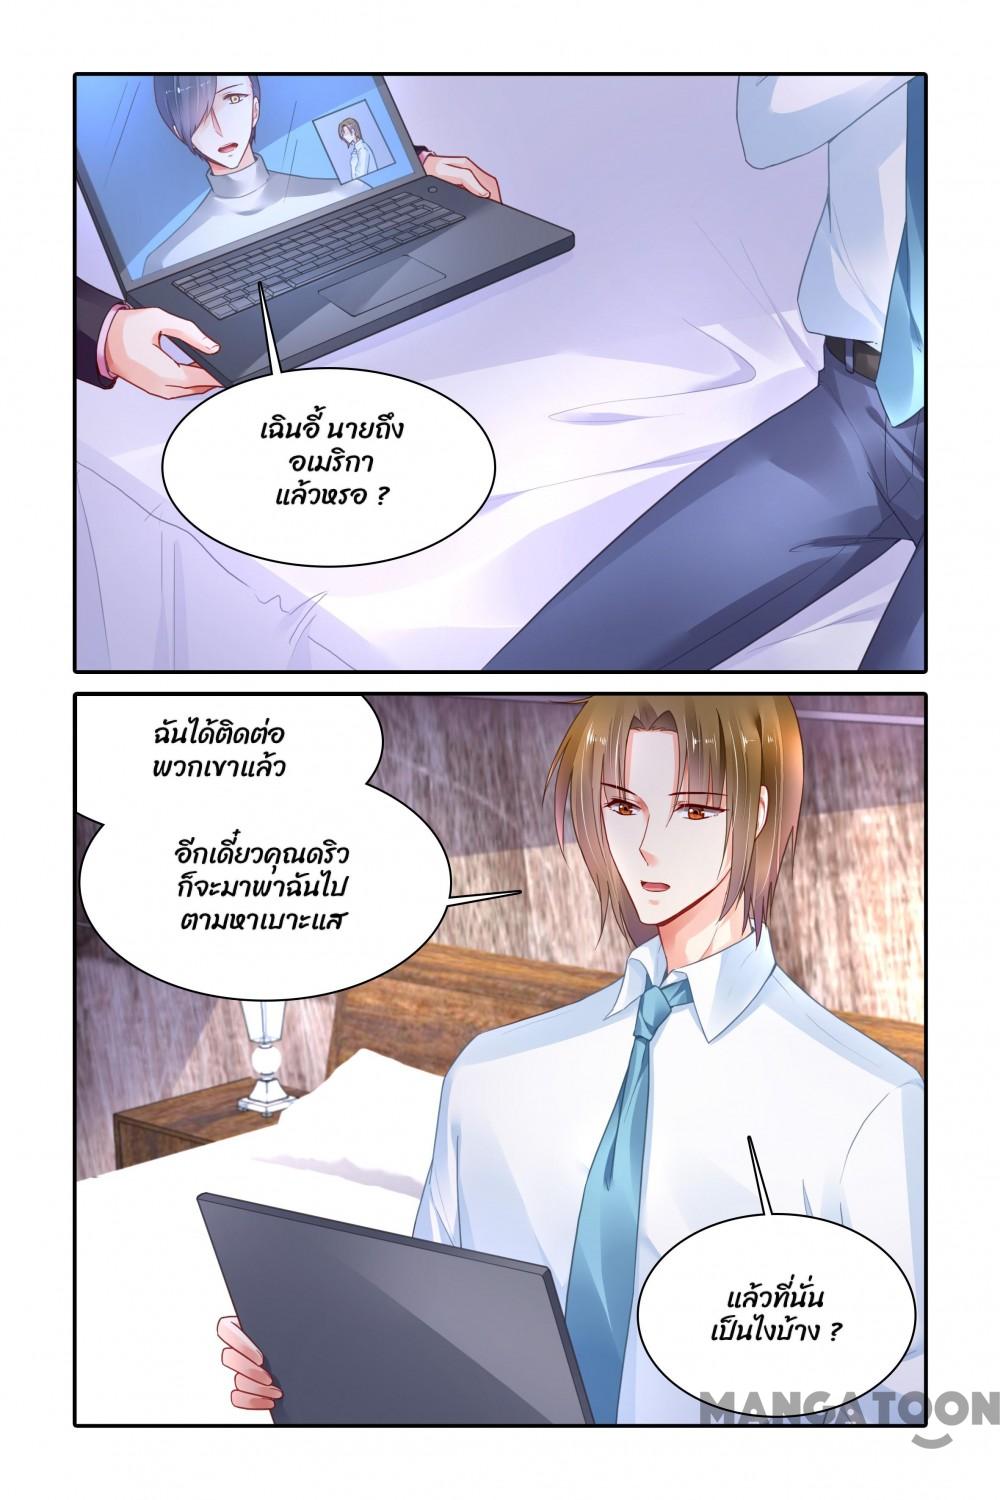 เฉินอี้ นายถึง
อเมริกา
แล้วหรอ ?
ฉันได้ติดต่อ
พวกเขาแล้ว
อีกเดี๋ยวคุณดริว
ก็จะมาพาฉันไป
ตามหาเบาะแส
แล้วที่นั่น
เป็นไงบ้าง ?
MANGATOON